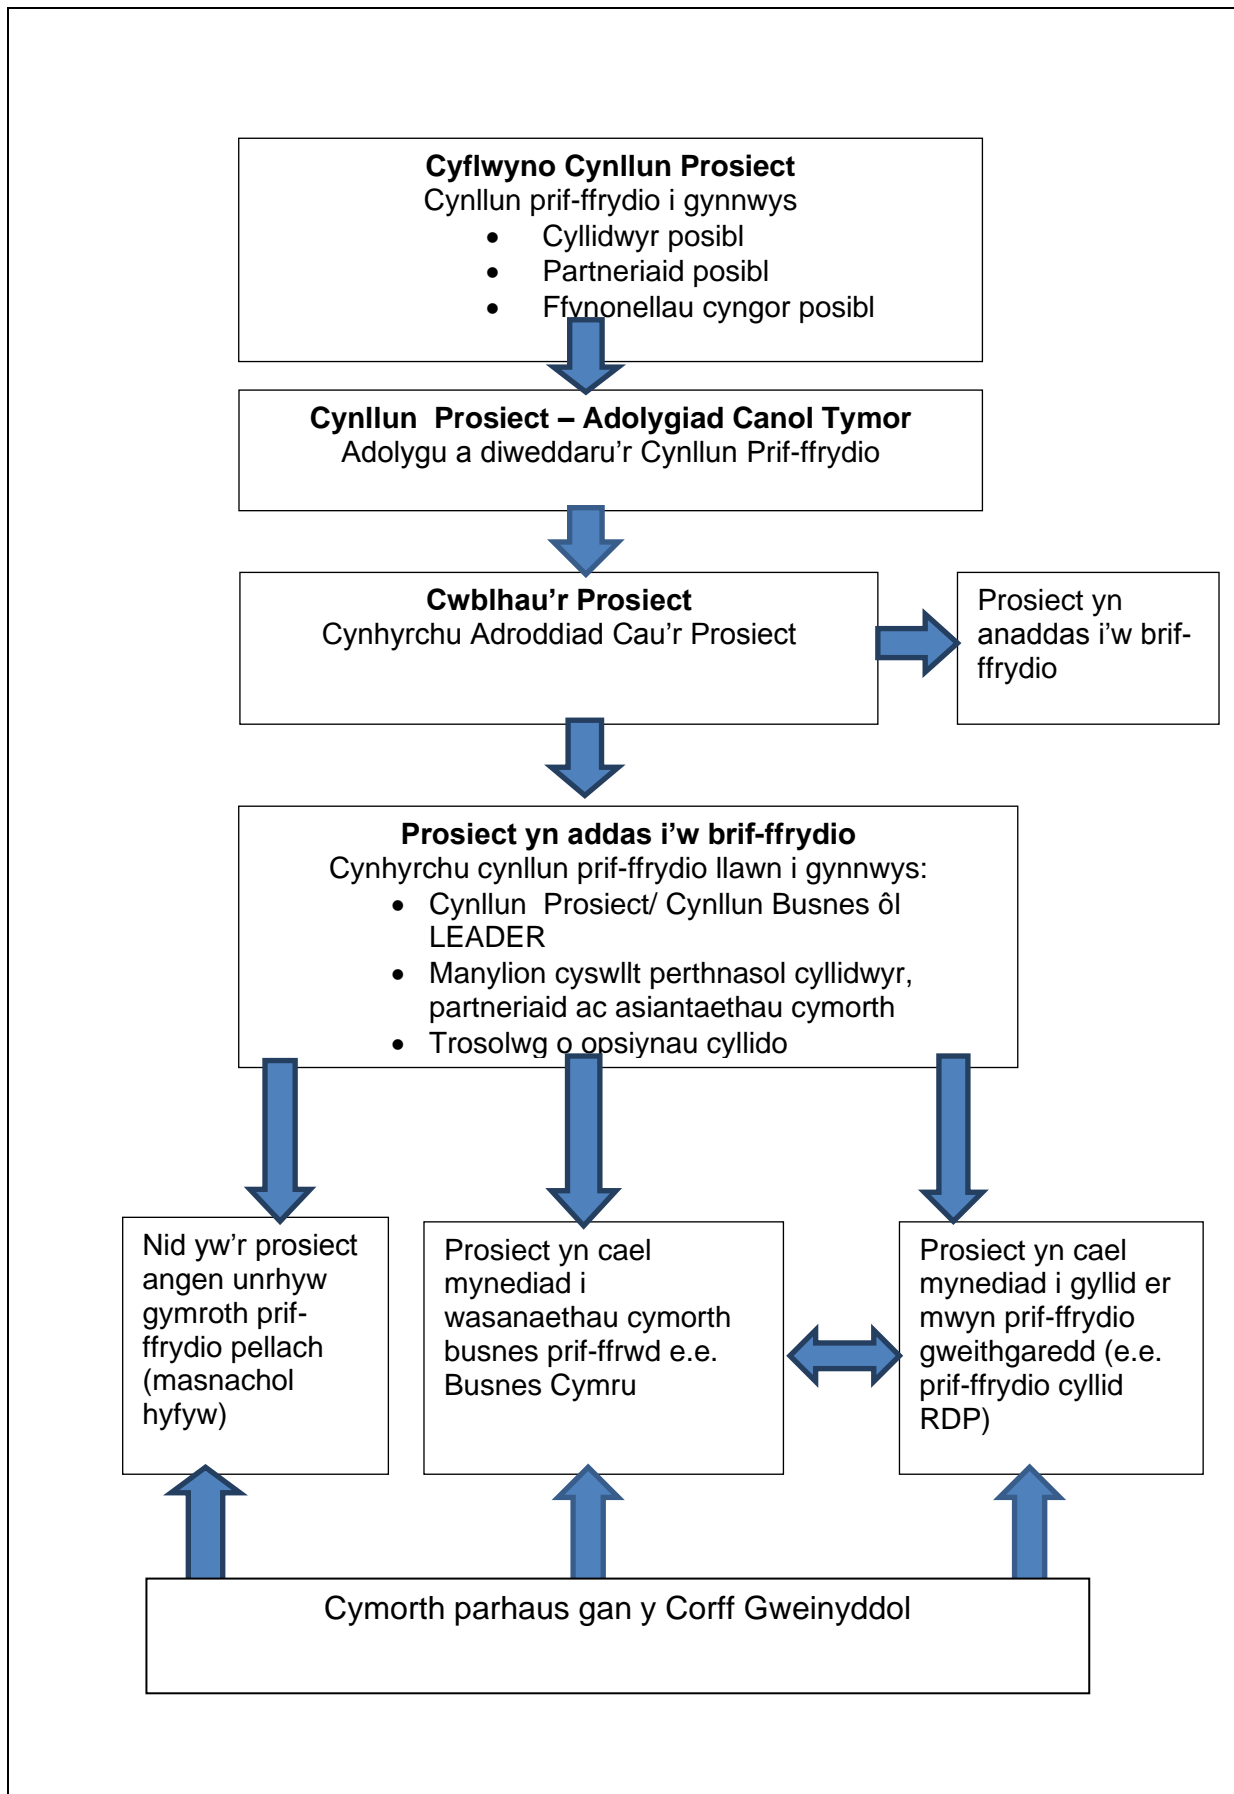 Cyflwyno Cynllun Prosiect
Cynllun prif-ffrydio i gynnwys
• Cyllidwyr posibl
• Partneriaid posibl
• Ffynonellau cyngor posibl
Cynllun Prosiect – Adolygiad Canol Tymor
Adolygu a diweddaru’r Cynllun Prif-ffrydio
Cwblhau’r Prosiect
Cynhyrchu Adroddiad Cau’r Prosiect
Prosiect yn
anaddas i’w brif-
ffrydio
Prosiect yn addas i’w brif-ffrydio
Cynhyrchu cynllun prif-ffrydio llawn i gynnwys:
• Cynllun Prosiect/ Cynllun Busnes ôl
LEADER
• Manylion cyswllt perthnasol cyllidwyr,
partneriaid ac asiantaethau cymorth
• Trosolwg o opsiynau cyllido
Nid yw’r prosiect
angen unrhyw
gymroth prif-
ffrydio pellach
(masnachol
hyfyw)
Prosiect yn cael
mynediad i
wasanaethau cymorth
busnes prif-ffrwd e.e.
Busnes Cymru
Prosiect yn cael
mynediad i gyllid er
mwyn prif-ffrydio
gweithgaredd (e.e.
prif-ffrydio cyllid
RDP)
Cymorth parhaus gan y Corff Gweinyddol